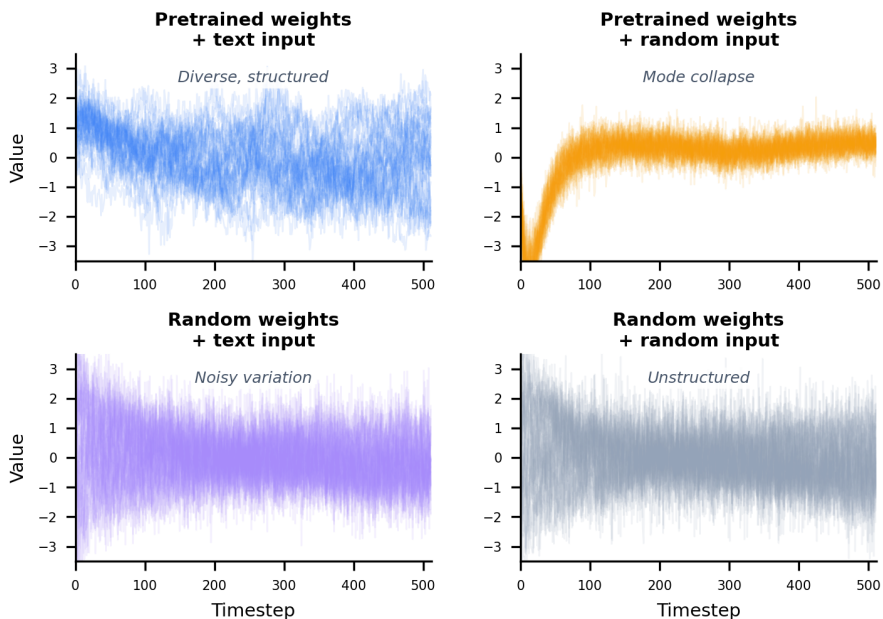 Pretrained weights
+ text input
Diverse, structured
Value
3
2
1
0
−1
−2
−3
0 100 200 300 400 500
Pretrained weights
+ random input
Mode collapse
3
2
1
0
−1
−2
−3
0 100 200 300 400 500
Random weights
+ text input
Noisy variation
Value
3
2
1
0
−1
−2
−3
0 100 200 300 400 500
Timestep
Random weights
+ random input
Unstructured
3
2
1
0
−1
−2
−3
0 100 200 300 400 500
Timestep